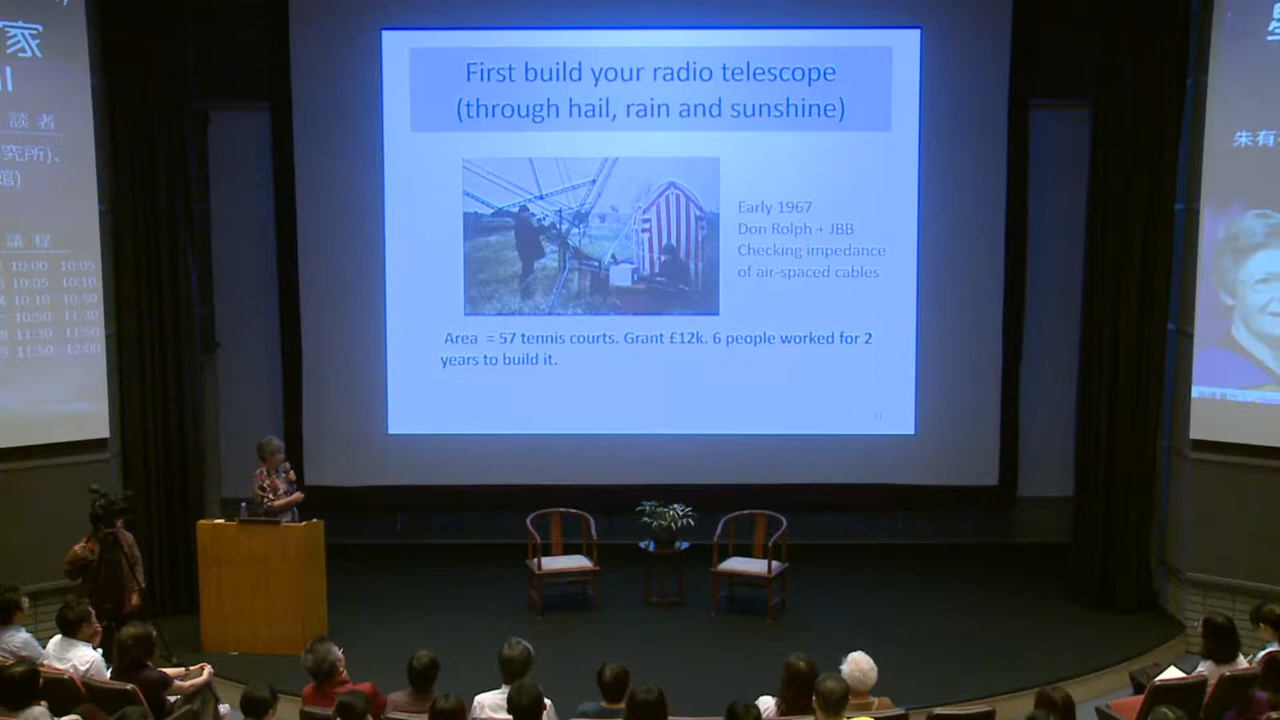 家
談者
究所)、
館)
議程
10:00 10:05
10:05 10:10
10:10 10:50
10:50 11:30
11:30 11:50
11:50 12:00
First build your radio telescope
(through hail, rain and sunshine)
Early 1967
Don Rolph + JBB
Checking impedance
of air-spaced cables
Area = 57 tennis courts. Grant £12k. 6 people worked for 2
years to build it.
11
朱有